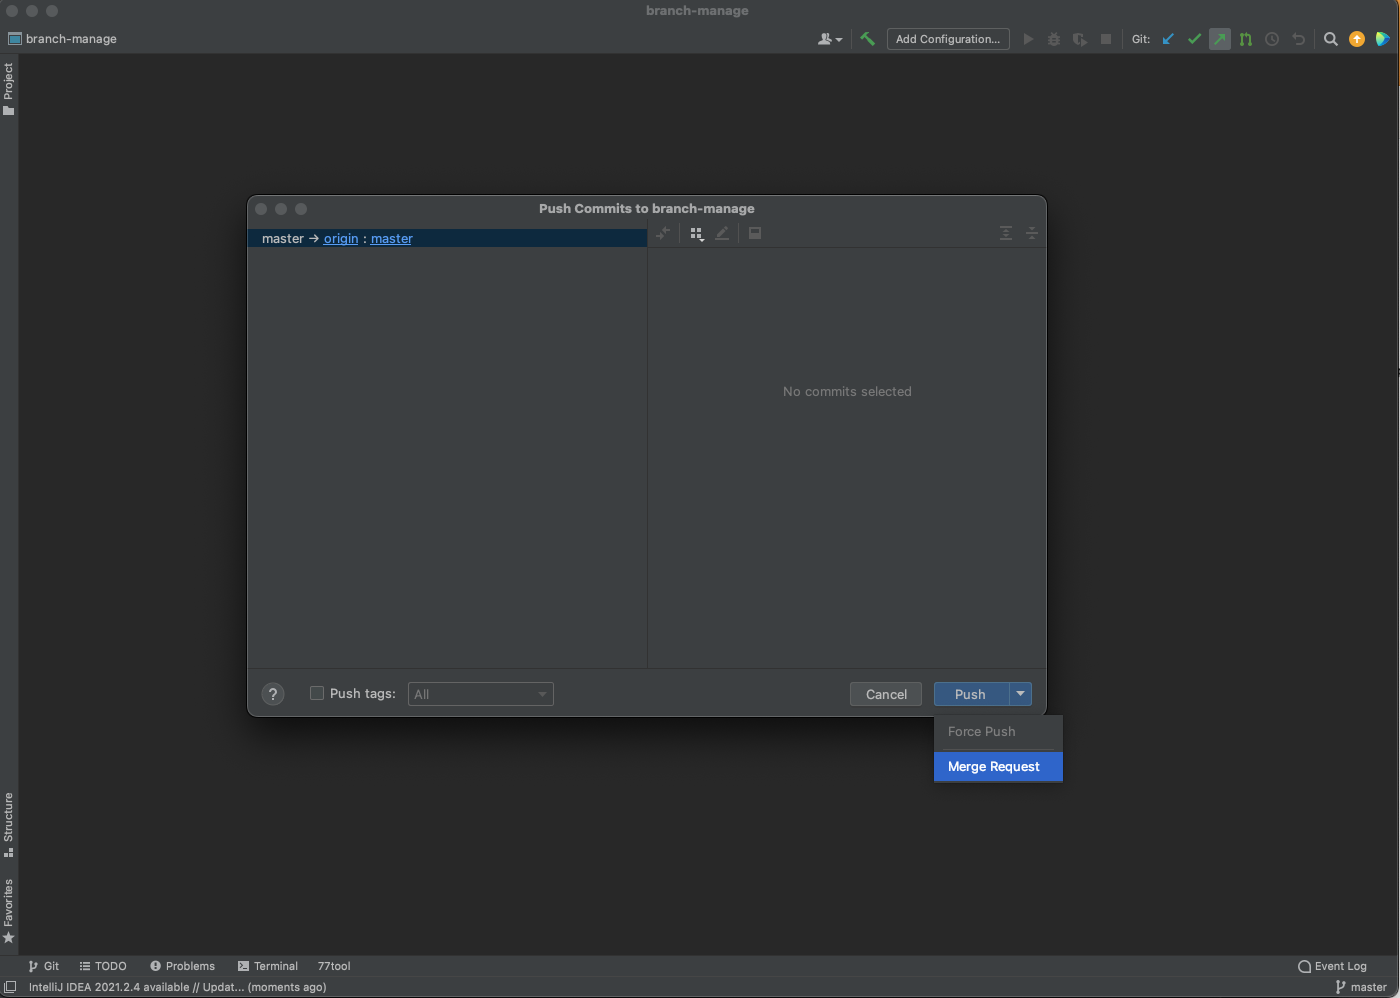 branch-manage
branch-manage
Add Configuration...
Git:
Project
Push Commits to branch-manage
master → origin : master
No commits selected
?
Push tags:
All
Cancel
Push
Force Push
Merge Request
Structure
Favorites
Git
TODO
Problems
Terminal
77tool
Event Log
IntelliJ IDEA 2021.2.4 available // Updat... (moments ago)
master